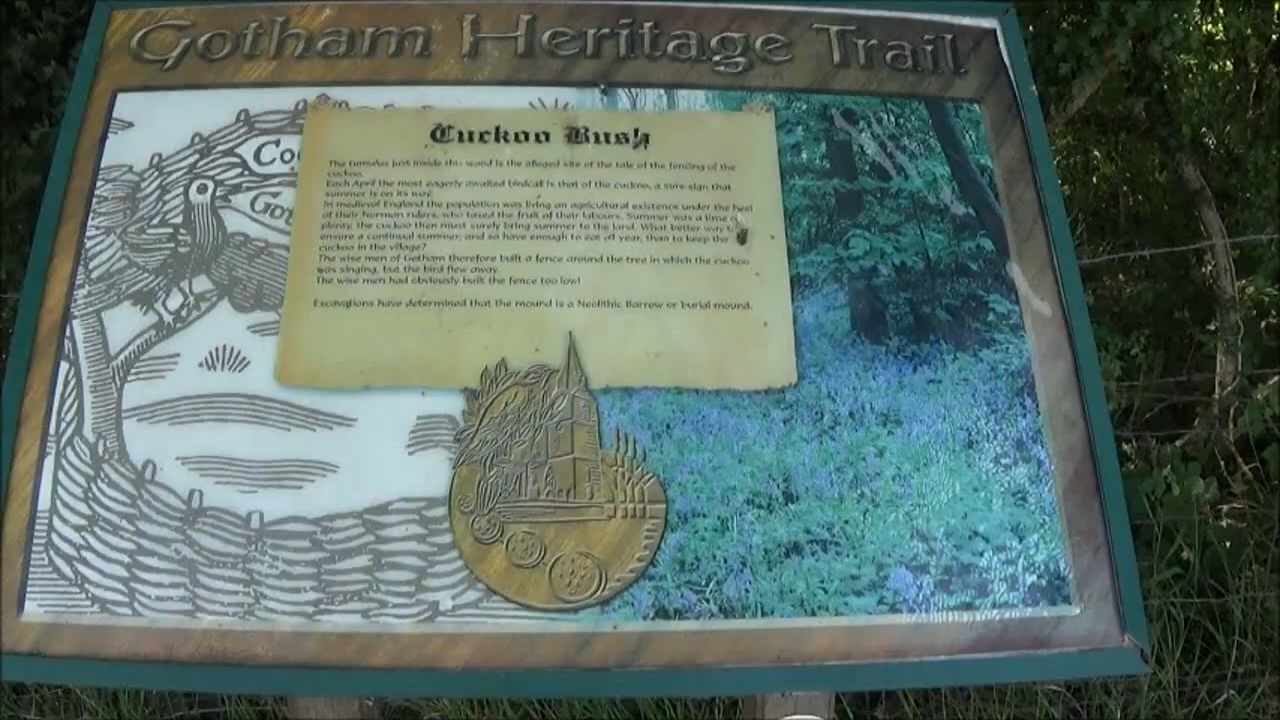 Gotham Heritage Trail
Cuckoo Bush
The tumulus just inside this wood is the alleged site of the tale of the fencing of the
cuckoo.
Each April the most eagerly awaited birdcall is that of the cuckoo, a sure sign that
summer is on its way.
In medieval England the population was living an agricultural existence under the heel
of their Norman rulers, who taxed the fruit of their labours. Summer was a time
plenty, the cuckoo then must surely bring summer to the land. What better way
ensure a continual summer, and so have enough to eat all year, than to keep the
cuckoo in the village?
The wise men of Gotham therefore built a fence around the tree in which the cuckoo
was singing, but the bird flew away.
The wise men had obviously built the fence too low!
Excavations have determined that the mound is a Neolithic Barrow or burial mound.
Co
Got